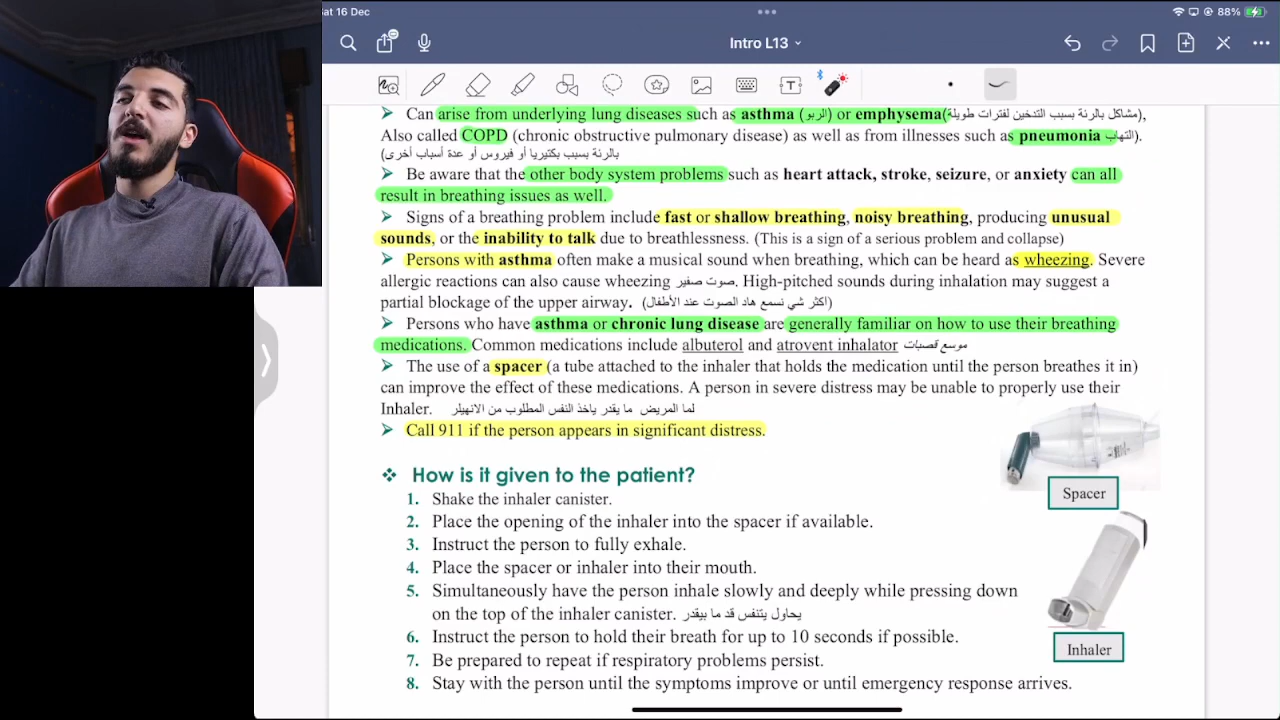 Sat 16 Dec
88%
Intro L13
Can arise from underlying lung diseases such as asthma (الربو) or emphysema(مشاكل بالرئة بسبب التدخين لفترات طويلة),
Also called COPD (chronic obstructive pulmonary disease) as well as from illnesses such as pneumonia التهاب).
بالرئة بسبب بكتيريا أو فيروس أو عدة أسباب أخرى)
Be aware that the other body system problems such as heart attack, stroke, seizure, or anxiety can all
result in breathing issues as well.
Signs of a breathing problem include fast or shallow breathing, noisy breathing, producing unusual
sounds, or the inability to talk due to breathlessness. (This is a sign of a serious problem and collapse)
Persons with asthma often make a musical sound when breathing, which can be heard as wheezing. Severe
allergic reactions can also cause wheezing صوت صفير. High-pitched sounds during inhalation may suggest a
partial blockage of the upper airway. (أكثر شي نسمع هاد الصوت عند الأطفال)
Persons who have asthma or chronic lung disease are generally familiar on how to use their breathing
medications. Common medications include albuterol and atrovent inhalator موسع قصبات
The use of a spacer (a tube attached to the inhaler that holds the medication until the person breathes it in)
can improve the effect of these medications. A person in severe distress may be unable to properly use their
Inhaler. لما المريض ما يقدر ياخذ النفس المطلوب من الانهيلر
Call 911 if the person appears in significant distress.
How is it given to the patient?
1. Shake the inhaler canister.
2. Place the opening of the inhaler into the spacer if available.
3. Instruct the person to fully exhale.
4. Place the spacer or inhaler into their mouth.
5. Simultaneously have the person inhale slowly and deeply while pressing down
on the top of the inhaler canister. يحاول يتنفس قد ما بيقدر
6. Instruct the person to hold their breath for up to 10 seconds if possible.
7. Be prepared to repeat if respiratory problems persist.
8. Stay with the person until the symptoms improve or until emergency response arrives.
Spacer
Inhaler